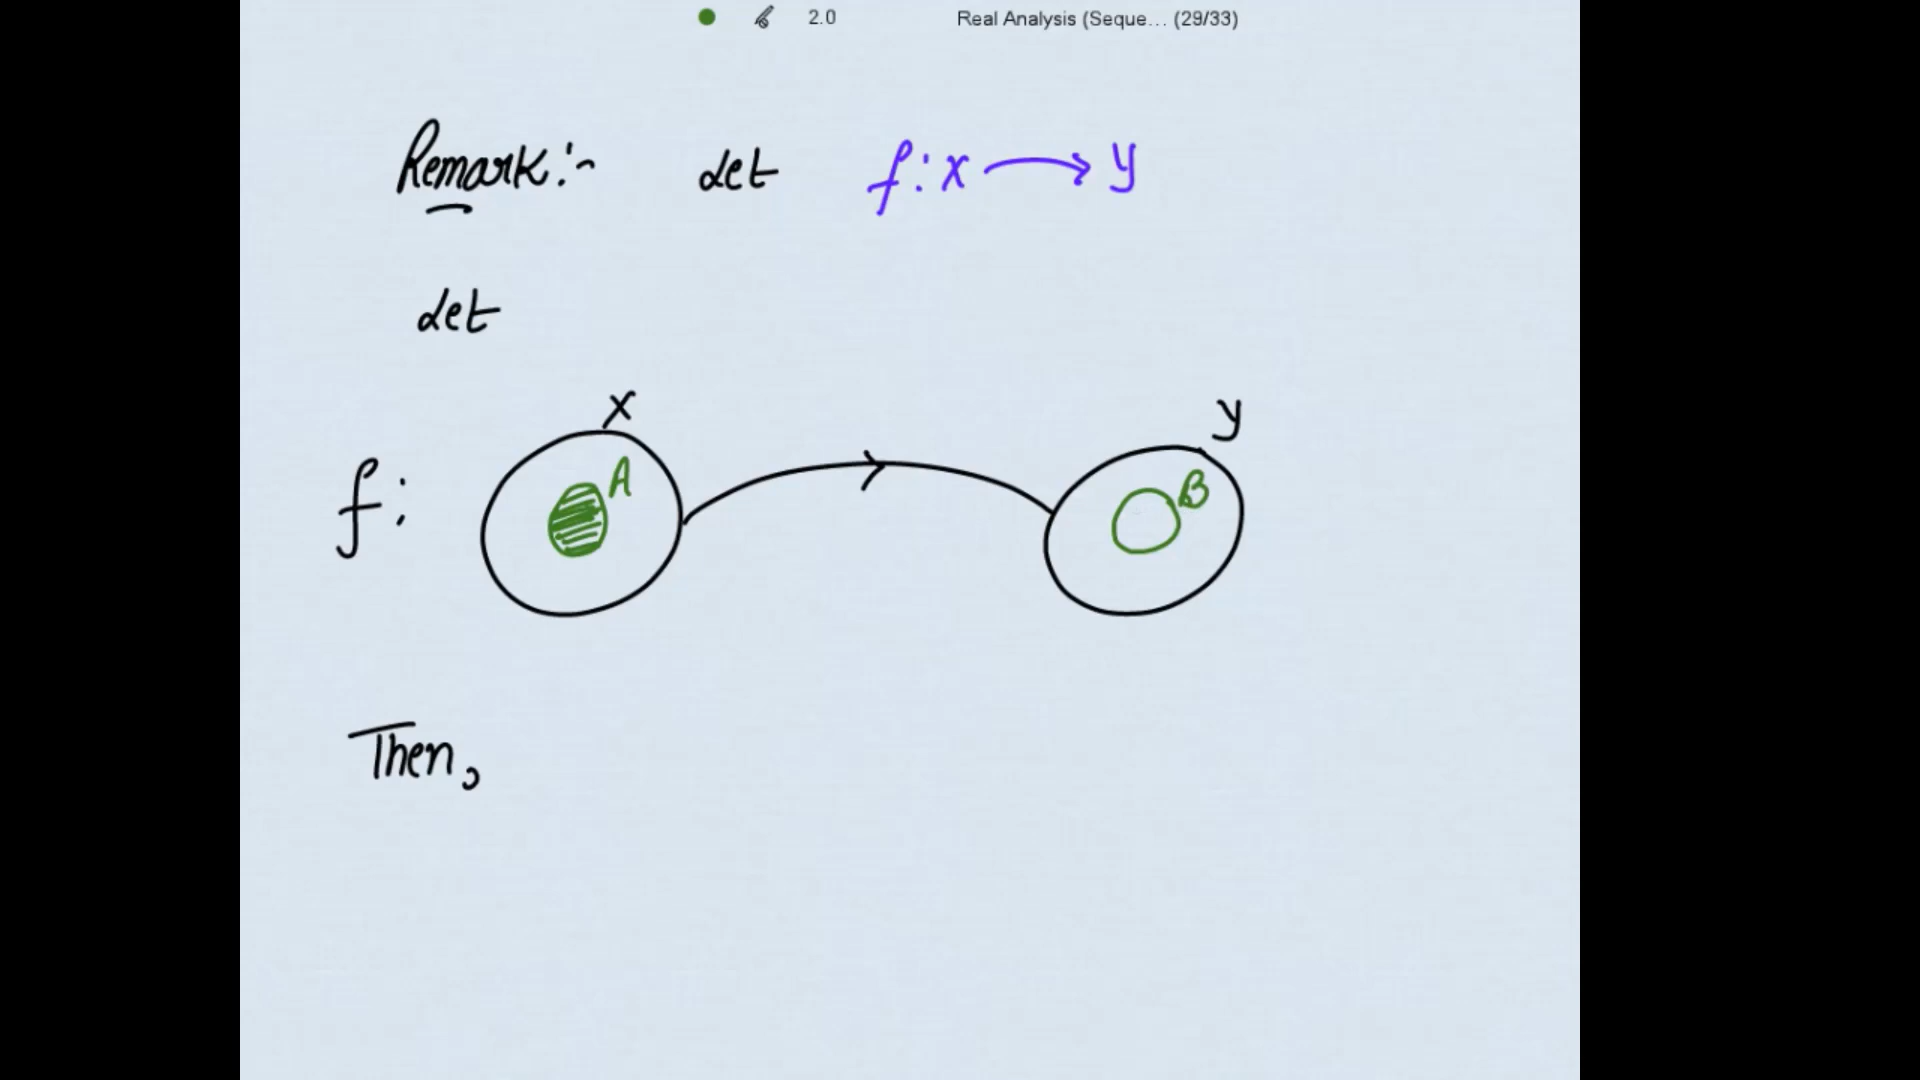 2.0 Real Analysis (Seque... (29/33)
Remark:- Let f: X → Y
Let
X Y
f: A B
Then,